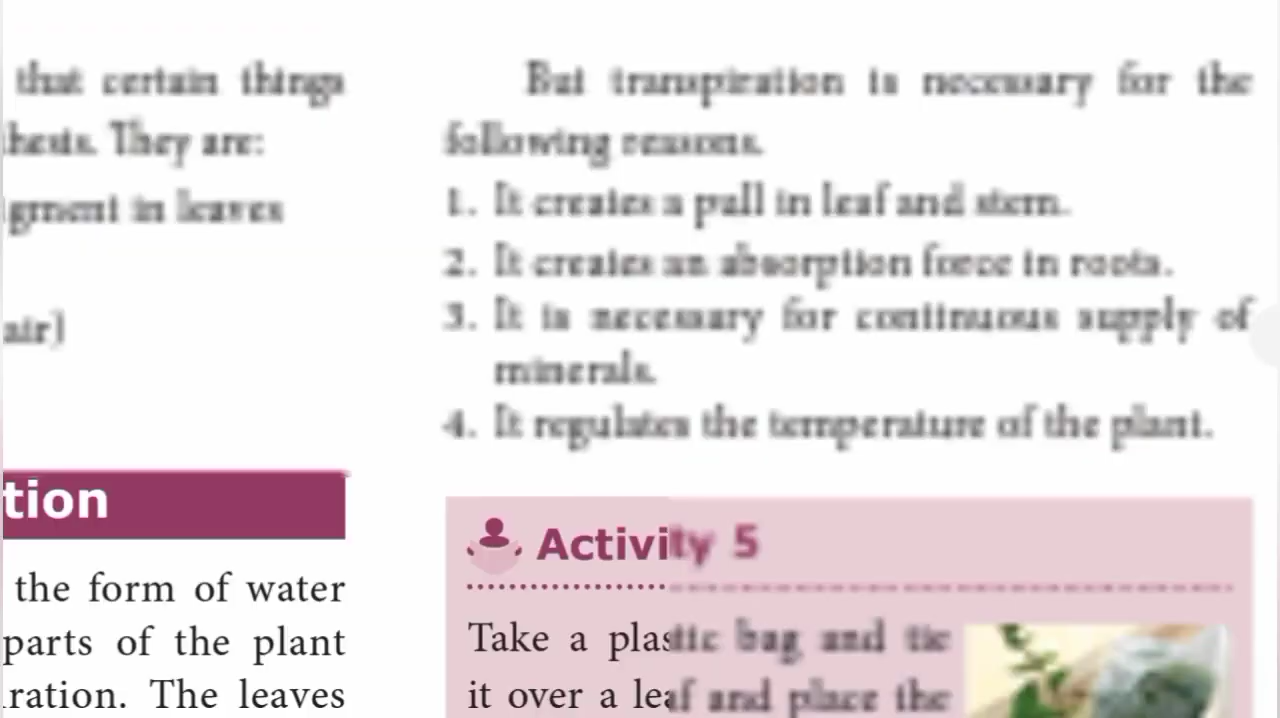 that certain things
hesis. They are:
gment in leaves
air)
tion
the form of water
parts of the plant
ration. The leaves
But transpiration is necessary for the
following reasons.
1. It creates a pull in leaf and stem.
2. It creates an absorption force in roots.
3. It is necessary for continuous supply of
minerals.
4. It regulates the temperature of the plant.
Activity 5
Take a plastic bag and tie
it over a leaf and place the